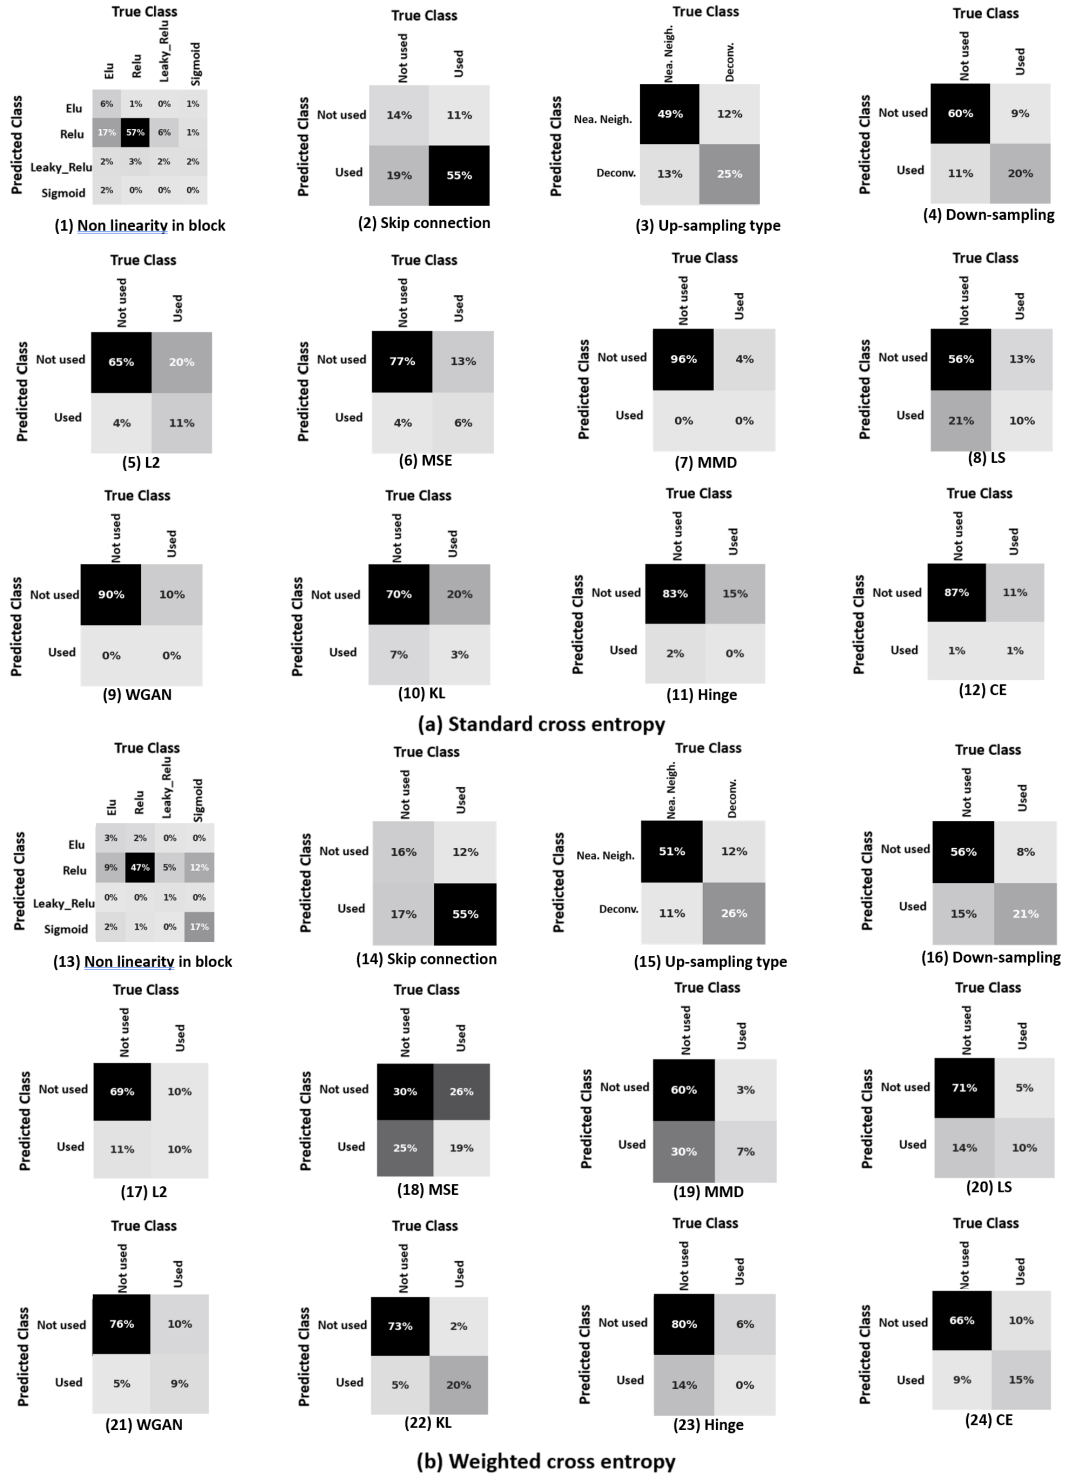 True Class
Elu Relu Leaky_Relu Sigmoid
Predicted Class
Elu 6% 1% 0% 1%
Relu 17% 57% 6% 1%
Leaky_Relu 2% 3% 2% 2%
Sigmoid 2% 0% 0% 0%
(1) Non linearity in block
True Class
Not used Used
Predicted Class
Not used 14% 11%
Used 19% 55%
(2) Skip connection
True Class
Nea. Neigh. Deconv.
Predicted Class
Nea. Neigh. 49% 12%
Deconv. 13% 25%
(3) Up-sampling type
True Class
Not used Used
Predicted Class
Not used 60% 9%
Used 11% 20%
(4) Down-sampling
True Class
Not used Used
Predicted Class
Not used 65% 20%
Used 4% 11%
(5) L2
True Class
Not used Used
Predicted Class
Not used 77% 13%
Used 4% 6%
(6) MSE
True Class
Not used Used
Predicted Class
Not used 96% 4%
Used 0% 0%
(7) MMD
True Class
Not used Used
Predicted Class
Not used 56% 13%
Used 21% 10%
(8) LS
True Class
Not used Used
Predicted Class
Not used 90% 10%
Used 0% 0%
(9) WGAN
True Class
Not used Used
Predicted Class
Not used 70% 20%
Used 7% 3%
(10) KL
True Class
Not used Used
Predicted Class
Not used 83% 15%
Used 2% 0%
(11) Hinge
True Class
Not used Used
Predicted Class
Not used 87% 11%
Used 1% 1%
(12) CE
(a) Standard cross entropy
True Class
Elu Relu Leaky_Relu Sigmoid
Predicted Class
Elu 3% 2% 0% 0%
Relu 9% 47% 5% 12%
Leaky_Relu 0% 0% 1% 0%
Sigmoid 2% 1% 0% 17%
(13) Non linearity in block
True Class
Not used Used
Predicted Class
Not used 16% 12%
Used 17% 55%
(14) Skip connection
True Class
Nea. Neigh. Deconv.
Predicted Class
Nea. Neigh. 51% 12%
Deconv. 11% 26%
(15) Up-sampling type
True Class
Not used Used
Predicted Class
Not used 56% 8%
Used 15% 21%
(16) Down-sampling
True Class
Not used Used
Predicted Class
Not used 69% 10%
Used 11% 10%
(17) L2
True Class
Not used Used
Predicted Class
Not used 30% 26%
Used 25% 19%
(18) MSE
True Class
Not used Used
Predicted Class
Not used 60% 3%
Used 30% 7%
(19) MMD
True Class
Not used Used
Predicted Class
Not used 71% 5%
Used 14% 10%
(20) LS
True Class
Not used Used
Predicted Class
Not used 76% 10%
Used 5% 9%
(21) WGAN
True Class
Not used Used
Predicted Class
Not used 73% 2%
Used 5% 20%
(22) KL
True Class
Not used Used
Predicted Class
Not used 80% 6%
Used 14% 0%
(23) Hinge
True Class
Not used Used
Predicted Class
Not used 66% 10%
Used 9% 15%
(24) CE
(b) Weighted cross entropy